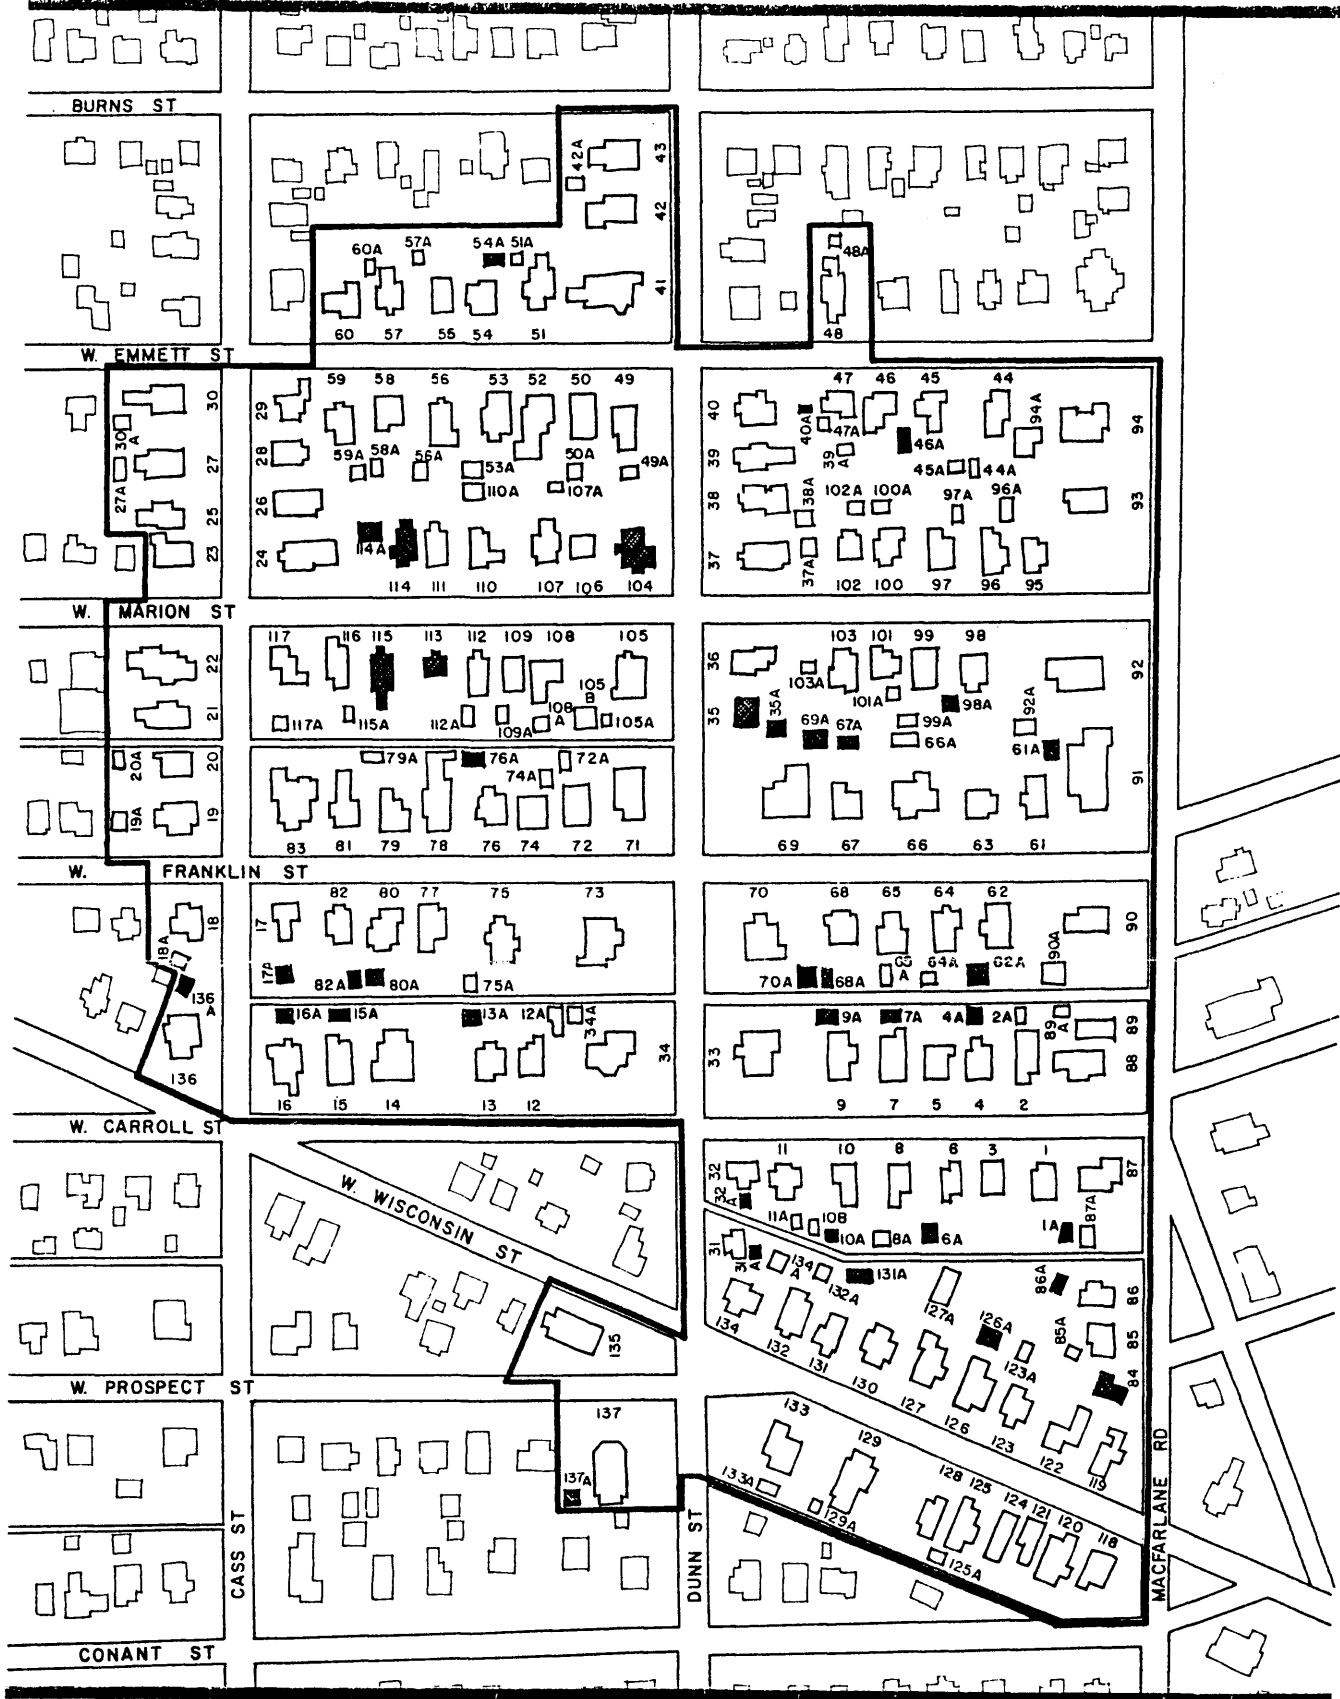 BURNS ST
42A 43
42
60A 57A 54A 51A 48A
41
60 57 55 54 51 48
W. EMMETT ST
30 29 59 58 56 53 52 50 49 40 47 46 45 44 94
30A 40A 47A 46A 94A
27 28 59A 58A 56A 53A 50A 49A 39 39A 45A 44A
27A 110A 107A 38A 102A 100A 97A 96A
25 26 38 93
23 24 114A 37 37A
114 111 110 107 106 104 102 100 97 96 95
W. MARION ST
22 117 116 115 113 112 109 108 105 36 103 101 99 98 92
105B 103A 101A 98A
21 117A 115A 112A 109A 108A 105A 35 35A 69A 67A 99A 92A
66A 61A
20A 20 79A 76A 74A 72A 91
19A 19
83 81 79 78 76 74 72 71 69 67 66 63 61
W. FRANKLIN ST
18 17 82 80 77 75 73 70 68 65 64 62 90
18A 17A 82A 80A 75A 70A 68A 65A 64A 62A 90A
136A 16A 15A 13A 12A 34A 9A 7A 4A 2A 89A 89
34 33 88
136 16 15 14 13 12 9 7 5 4 2
W. CARROLL ST
32 11 10 8 6 3 1 87
32A
11A 10B 10A 8A 6A 1A 87A
W. WISCONSIN ST
31 31A 134A 132A 131A 127A 86A 86
126A 123A 85A 85
135 134 132 131 130 127 126 123 122 119 84
W. PROSPECT ST
137 133 129
137A 133A 129A 128 125 124 121 120 118
125A
CASS ST
DUNN ST
MACFARLANE RD
CONANT ST